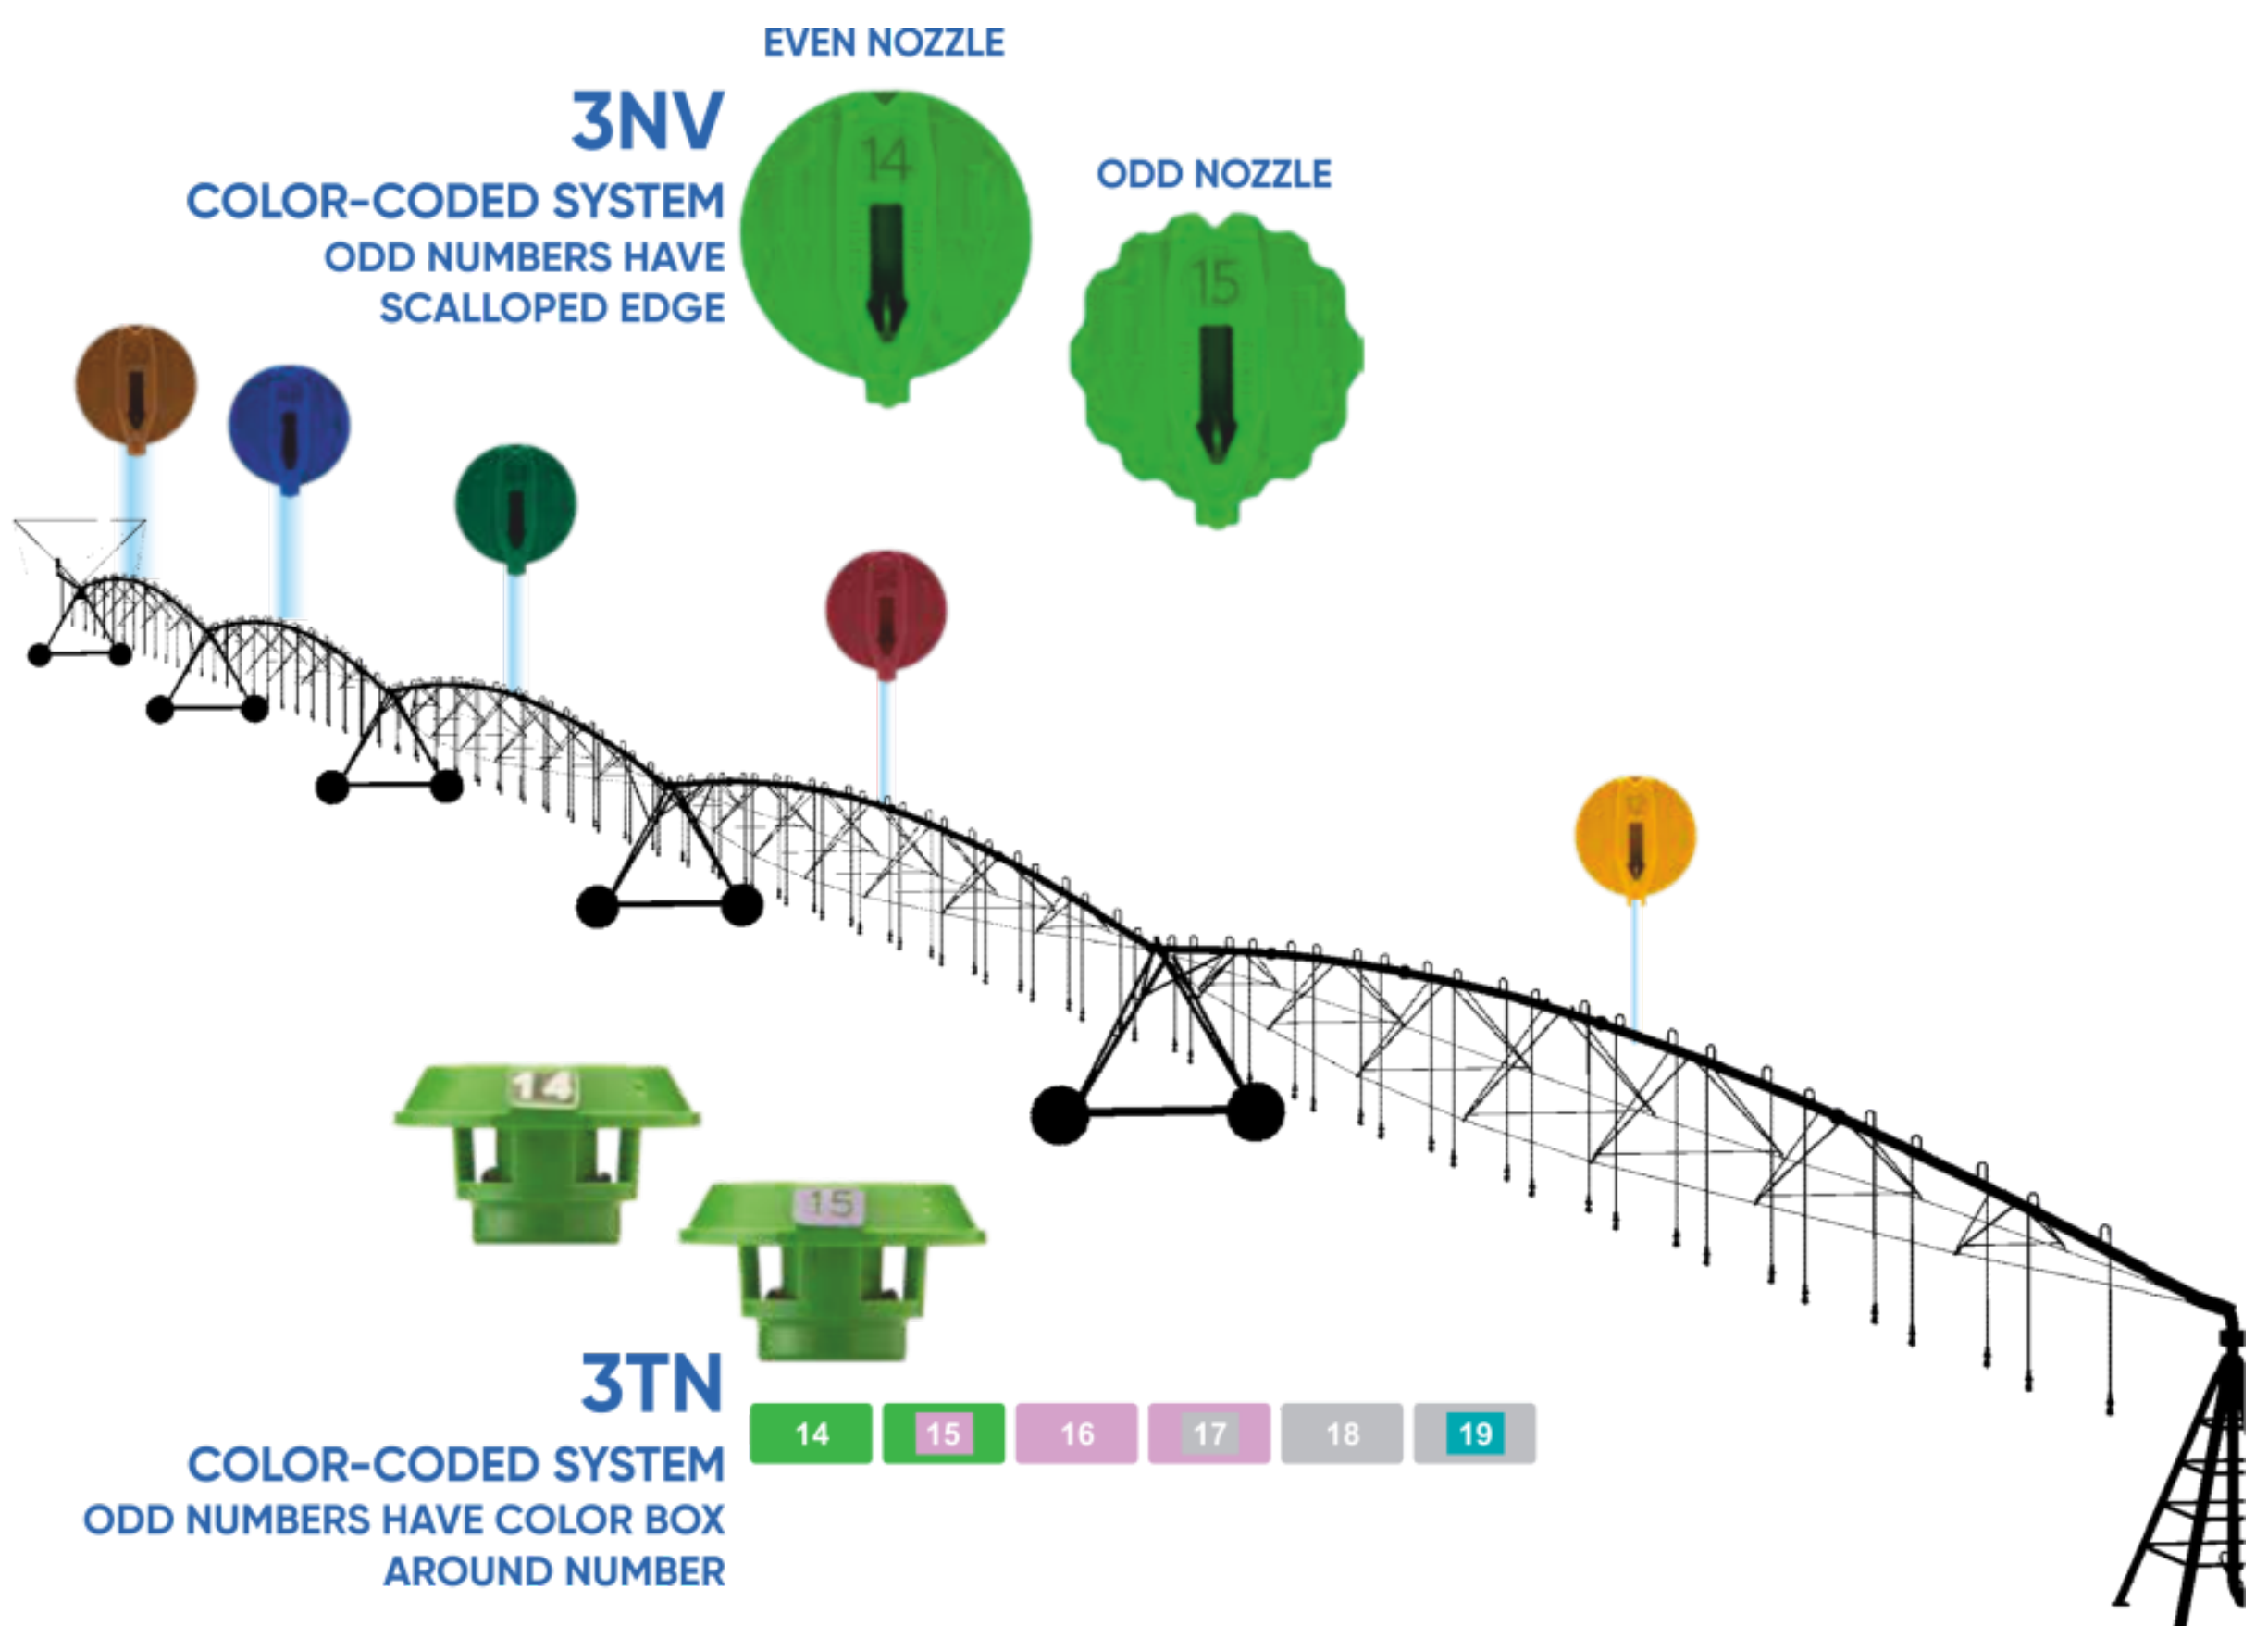 EVEN NOZZLE
3NV
COLOR-CODED SYSTEM
ODD NUMBERS HAVE
SCALLOPED EDGE
14
ODD NOZZLE
15
12
14
15
3TN
COLOR-CODED SYSTEM
ODD NUMBERS HAVE COLOR BOX
AROUND NUMBER
14 15 16 17 18 19